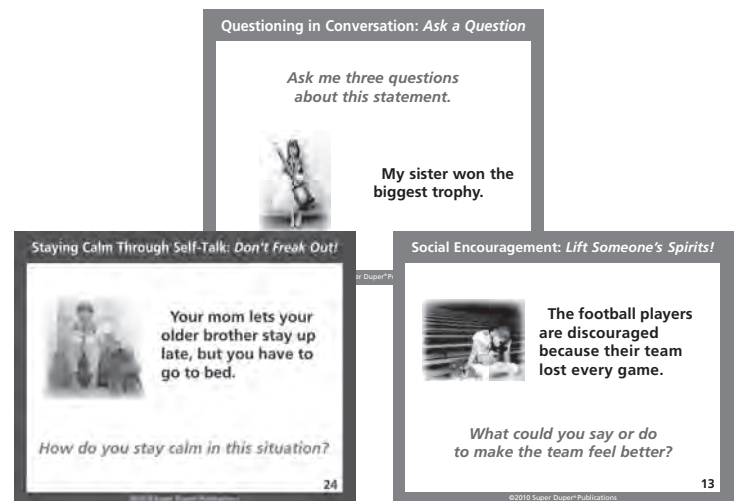 Questioning in Conversation: Ask a Question
Ask me three questions
about this statement.
My sister won the
biggest trophy.
Staying Calm Through Self-Talk: Don't Freak Out!
Your mom lets your
older brother stay up
late, but you have to
go to bed.
How do you stay calm in this situation?
24
©2010 Super Duper® Publications
Social Encouragement: Lift Someone's Spirits!
The football players
are discouraged
because their team
lost every game.
What could you say or do
to make the team feel better?
13
©2010 Super Duper® Publications